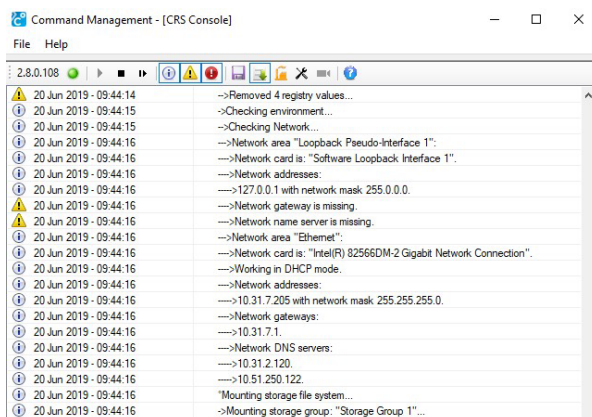 Command Management - [CRS Console]
File Help
2.8.0.108
20 Jun 2019 - 09:44:14 -->Removed 4 registry values...
20 Jun 2019 - 09:44:15 ->Checking environment...
20 Jun 2019 - 09:44:15 -->Checking Network...
20 Jun 2019 - 09:44:16 --->Network area "Loopback Pseudo-Interface 1":
20 Jun 2019 - 09:44:16 ---->Network card is: "Software Loopback Interface 1".
20 Jun 2019 - 09:44:16 ---->Network addresses:
20 Jun 2019 - 09:44:16 ----->127.0.0.1 with network mask 255.0.0.0.
20 Jun 2019 - 09:44:16 ---->Network gateway is missing.
20 Jun 2019 - 09:44:16 ---->Network name server is missing.
20 Jun 2019 - 09:44:16 --->Network area "Ethernet":
20 Jun 2019 - 09:44:16 ---->Network card is: "Intel(R) 82566DM-2 Gigabit Network Connection".
20 Jun 2019 - 09:44:16 ---->Working in DHCP mode.
20 Jun 2019 - 09:44:16 ---->Network addresses:
20 Jun 2019 - 09:44:16 ----->10.31.7.205 with network mask 255.255.255.0.
20 Jun 2019 - 09:44:16 ---->Network gateways:
20 Jun 2019 - 09:44:16 ----->10.31.7.1.
20 Jun 2019 - 09:44:16 ---->Network DNS servers:
20 Jun 2019 - 09:44:16 ----->10.31.2.120.
20 Jun 2019 - 09:44:16 ----->10.51.250.122.
20 Jun 2019 - 09:44:16 "Mounting storage file system...
20 Jun 2019 - 09:44:16 ->Mounting storage group: "Storage Group 1"...